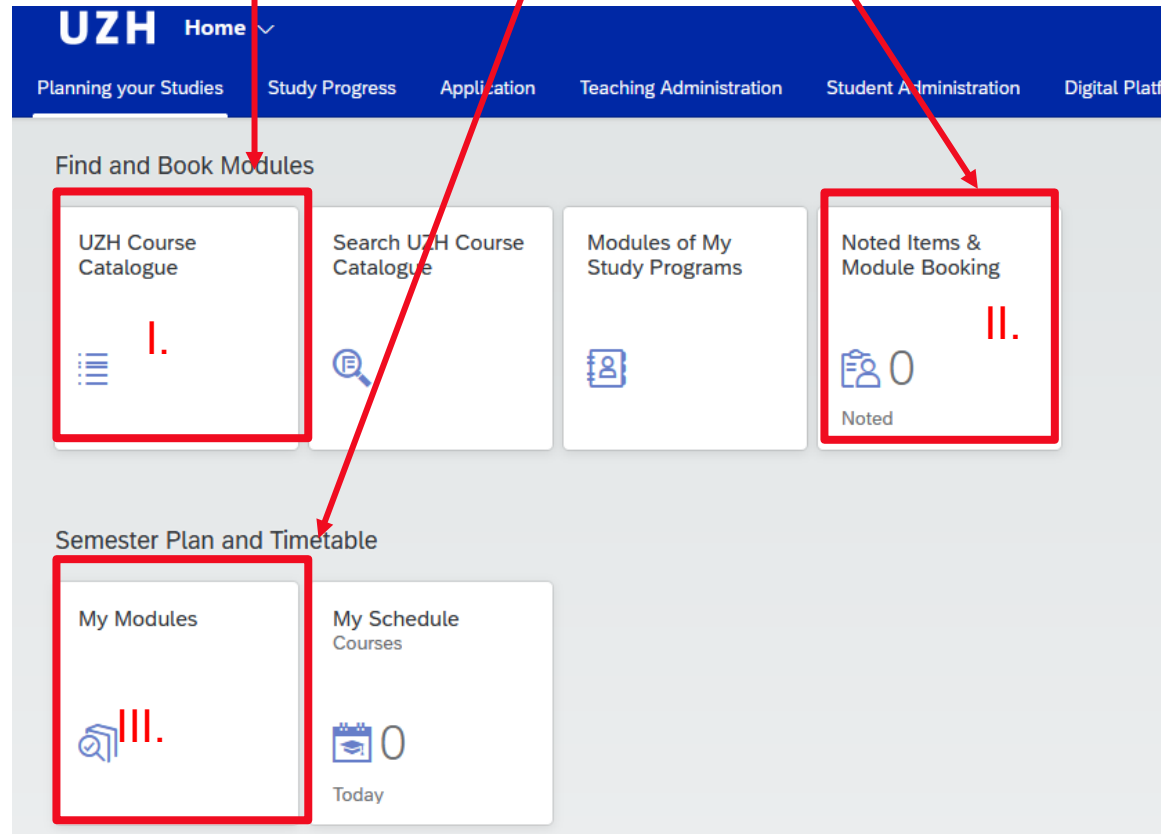 UZH Home
Planning your Studies Study Progress Application Teaching Administration Student Administration Digital Platf
Find and Book Modules
UZH Course
Catalogue
I.
Search UZH Course
Catalogue
Modules of My
Study Programs
Noted Items &
Module Booking
II.
0
Noted
Semester Plan and Timetable
My Modules
III.
My Schedule
Courses
0
Today